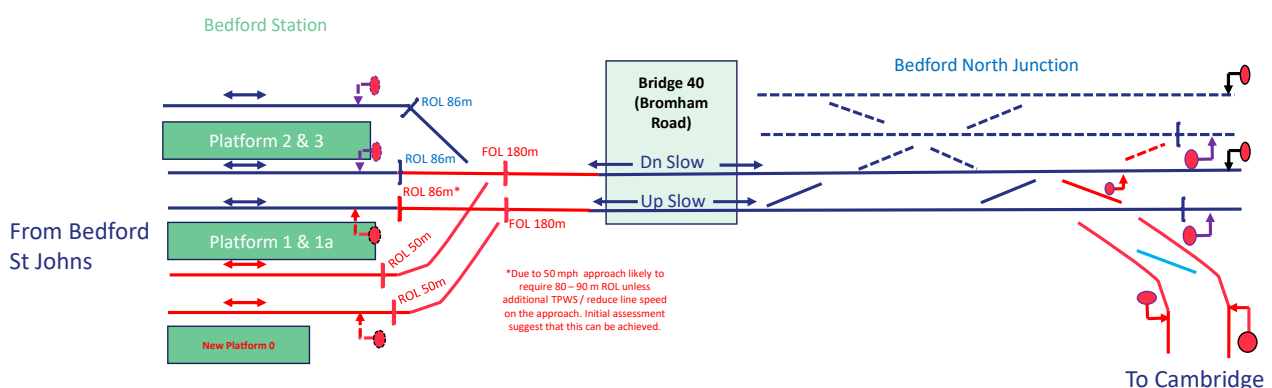 Bedford Station
Bedford North Junction
Bridge 40
(Bromham
Road)
ROL 86m
Platform 2 & 3
ROL 86m
FOL 180m
Dn Slow
ROL 86m*
Up Slow
FOL 180m
From Bedford
St Johns
Platform 1 & 1a
ROL 50m
ROL 50m
*Due to 50 mph approach likely to
require 80 – 90 m ROL unless
additional TPWS / reduce line speed
on the approach. Initial assessment
suggest that this can be achieved.
New Platform 0
To Cambridge